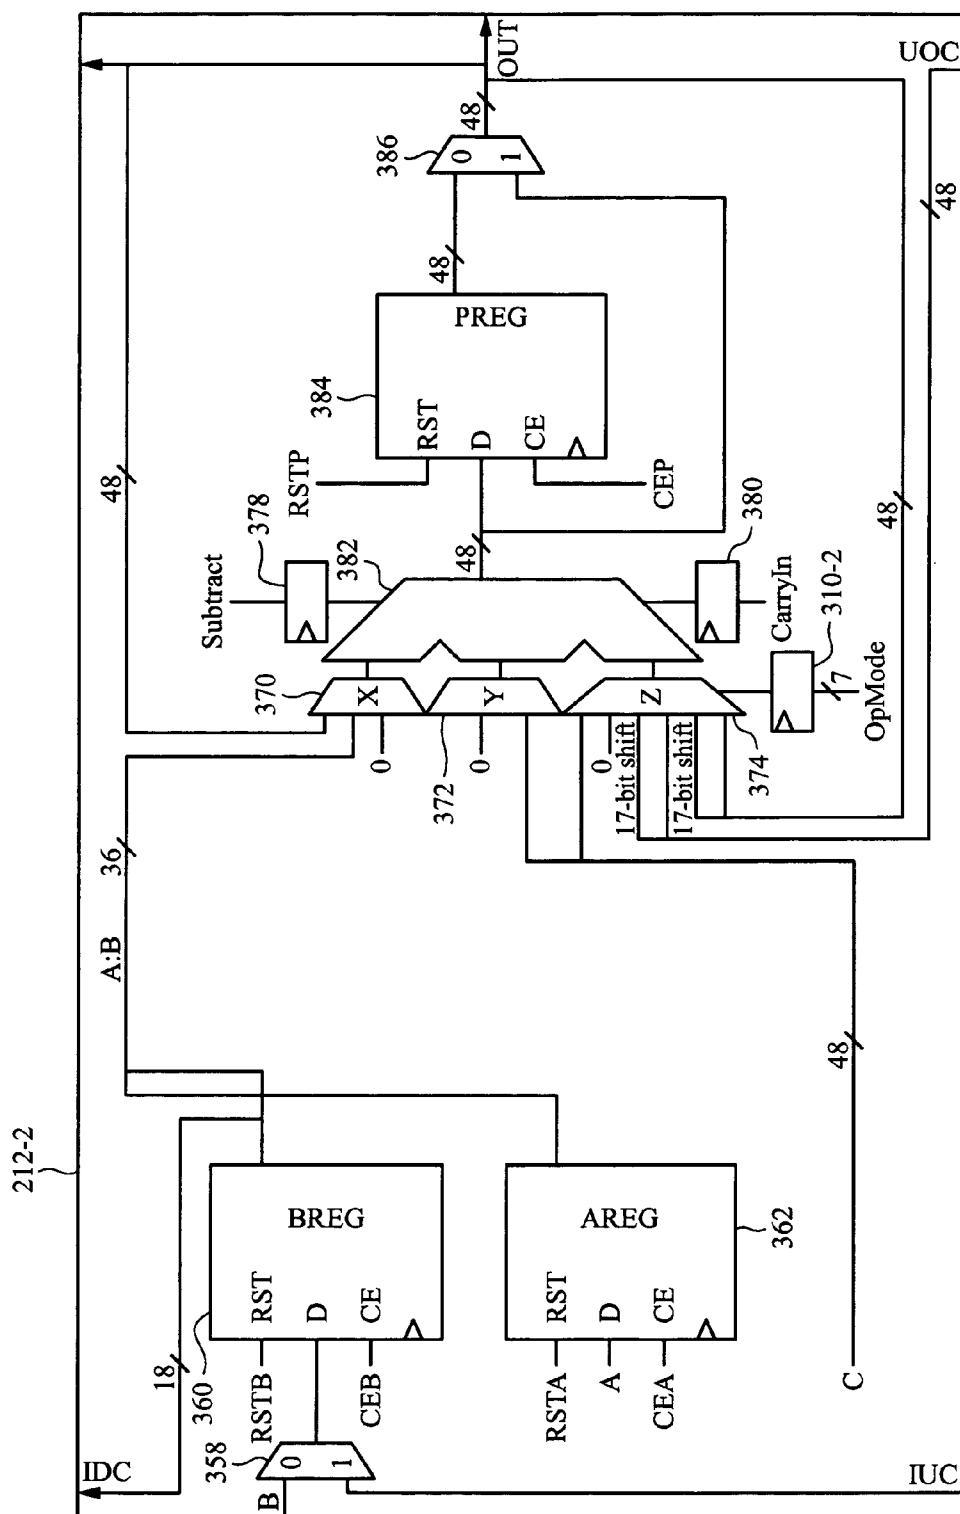 212-2
IDC
18
B
358
0
1
360
BREG
RST
D
CE
RSTB
CEB
AREG
362
RST
D
CE
RSTA
A
CEA
IUC
C
48
A:B
36
48
0
0
0
17-bit shift
17-bit shift
370
372
374
X
Y
Z
Subtract
378
382
48
380
CarryIn
310-2
7
OpMode
RSTP
CEP
384
PREG
RST
D
CE
48
386
0
1
48
OUT
UOC
48
48